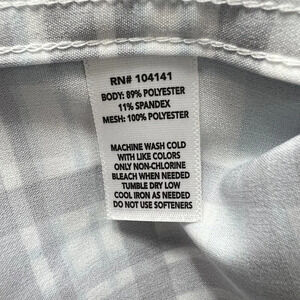 RN# 104141
BODY: 89% POLYESTER
11% SPANDEX
MESH: 100% POLYESTER
MACHINE WASH COLD
WITH LIKE COLORS
ONLY NON-CHLORINE
BLEACH WHEN NEEDED
TUMBLE DRY LOW
COOL IRON AS NEEDED
DO NOT USE SOFTENERS